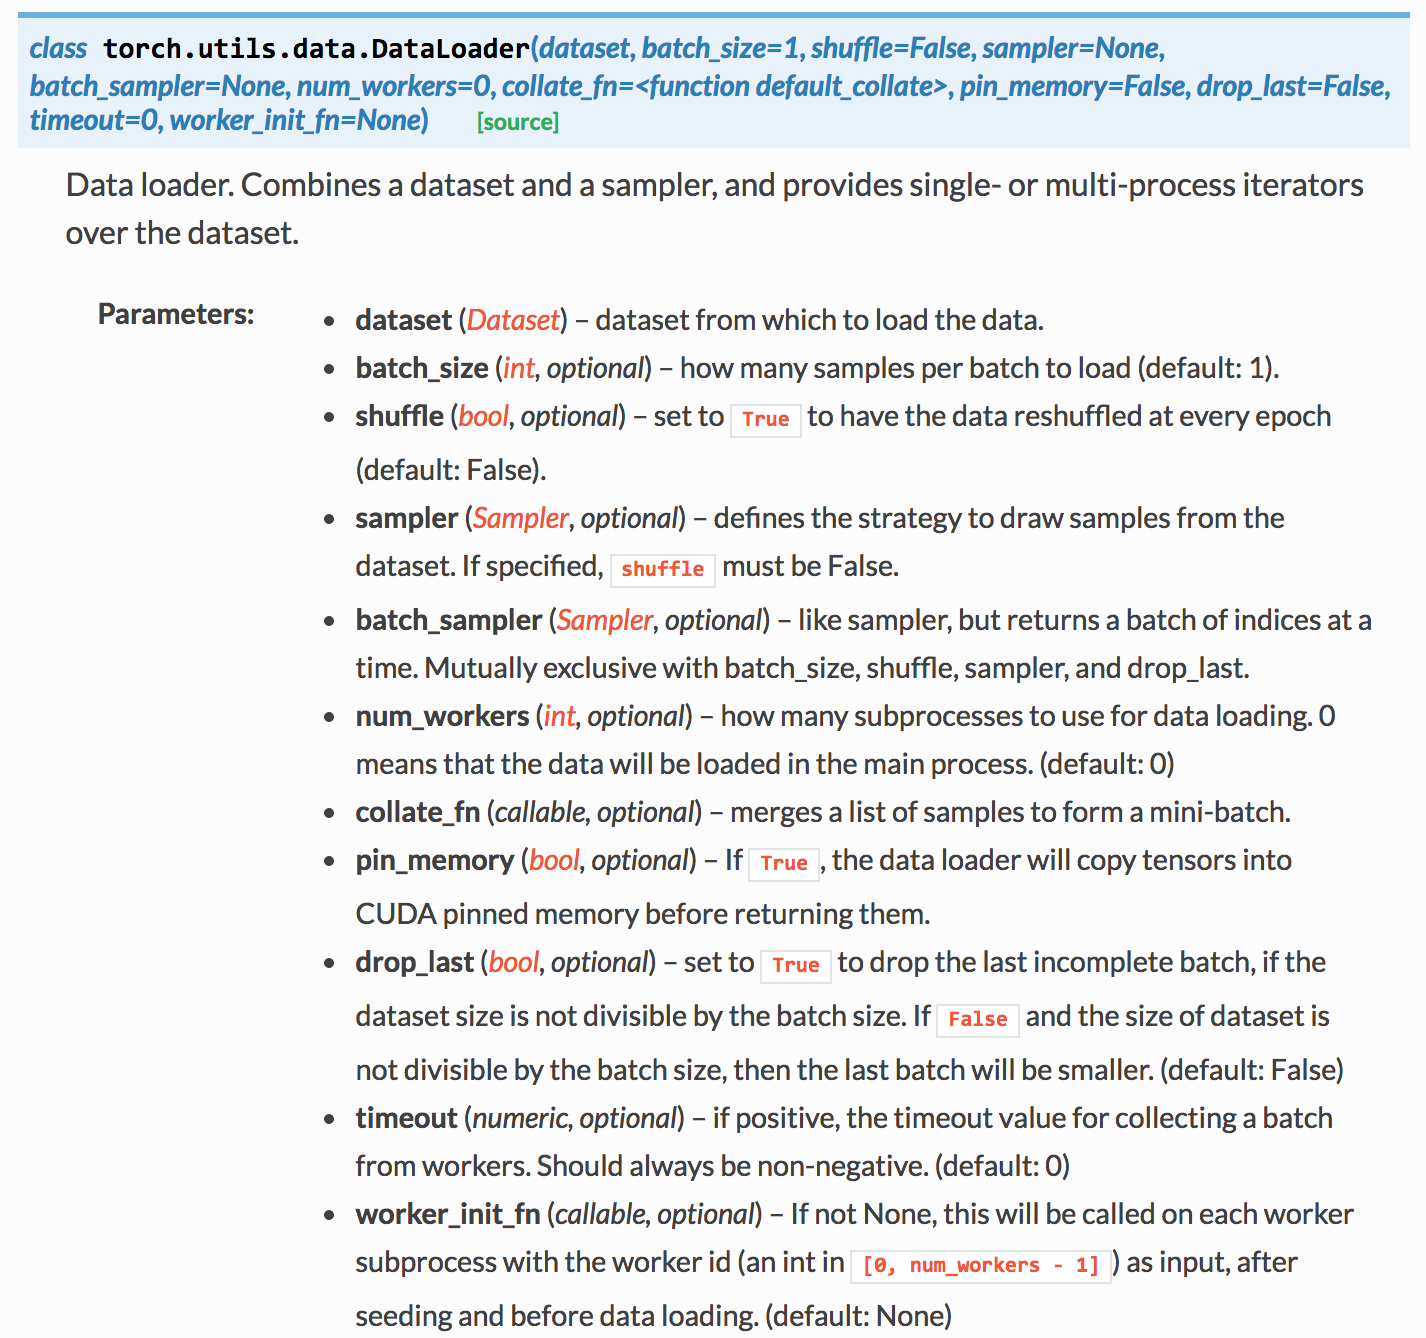 class torch.utils.data.DataLoader(dataset, batch_size=1, shuffle=False, sampler=None,
batch_sampler=None, num_workers=0, collate_fn=<function default_collate>, pin_memory=False, drop_last=False,
timeout=0, worker_init_fn=None) [source]
Data loader. Combines a dataset and a sampler, and provides single- or multi-process iterators
over the dataset.
Parameters:
• dataset (Dataset) – dataset from which to load the data.
• batch_size (int, optional) – how many samples per batch to load (default: 1).
• shuffle (bool, optional) – set to True to have the data reshuffled at every epoch
(default: False).
• sampler (Sampler, optional) – defines the strategy to draw samples from the
dataset. If specified, shuffle must be False.
• batch_sampler (Sampler, optional) – like sampler, but returns a batch of indices at a
time. Mutually exclusive with batch_size, shuffle, sampler, and drop_last.
• num_workers (int, optional) – how many subprocesses to use for data loading. 0
means that the data will be loaded in the main process. (default: 0)
• collate_fn (callable, optional) – merges a list of samples to form a mini-batch.
• pin_memory (bool, optional) – If True, the data loader will copy tensors into
CUDA pinned memory before returning them.
• drop_last (bool, optional) – set to True to drop the last incomplete batch, if the
dataset size is not divisible by the batch size. If False and the size of dataset is
not divisible by the batch size, then the last batch will be smaller. (default: False)
• timeout (numeric, optional) – if positive, the timeout value for collecting a batch
from workers. Should always be non-negative. (default: 0)
• worker_init_fn (callable, optional) – If not None, this will be called on each worker
subprocess with the worker id (an int in [0, num_workers - 1]) as input, after
seeding and before data loading. (default: None)